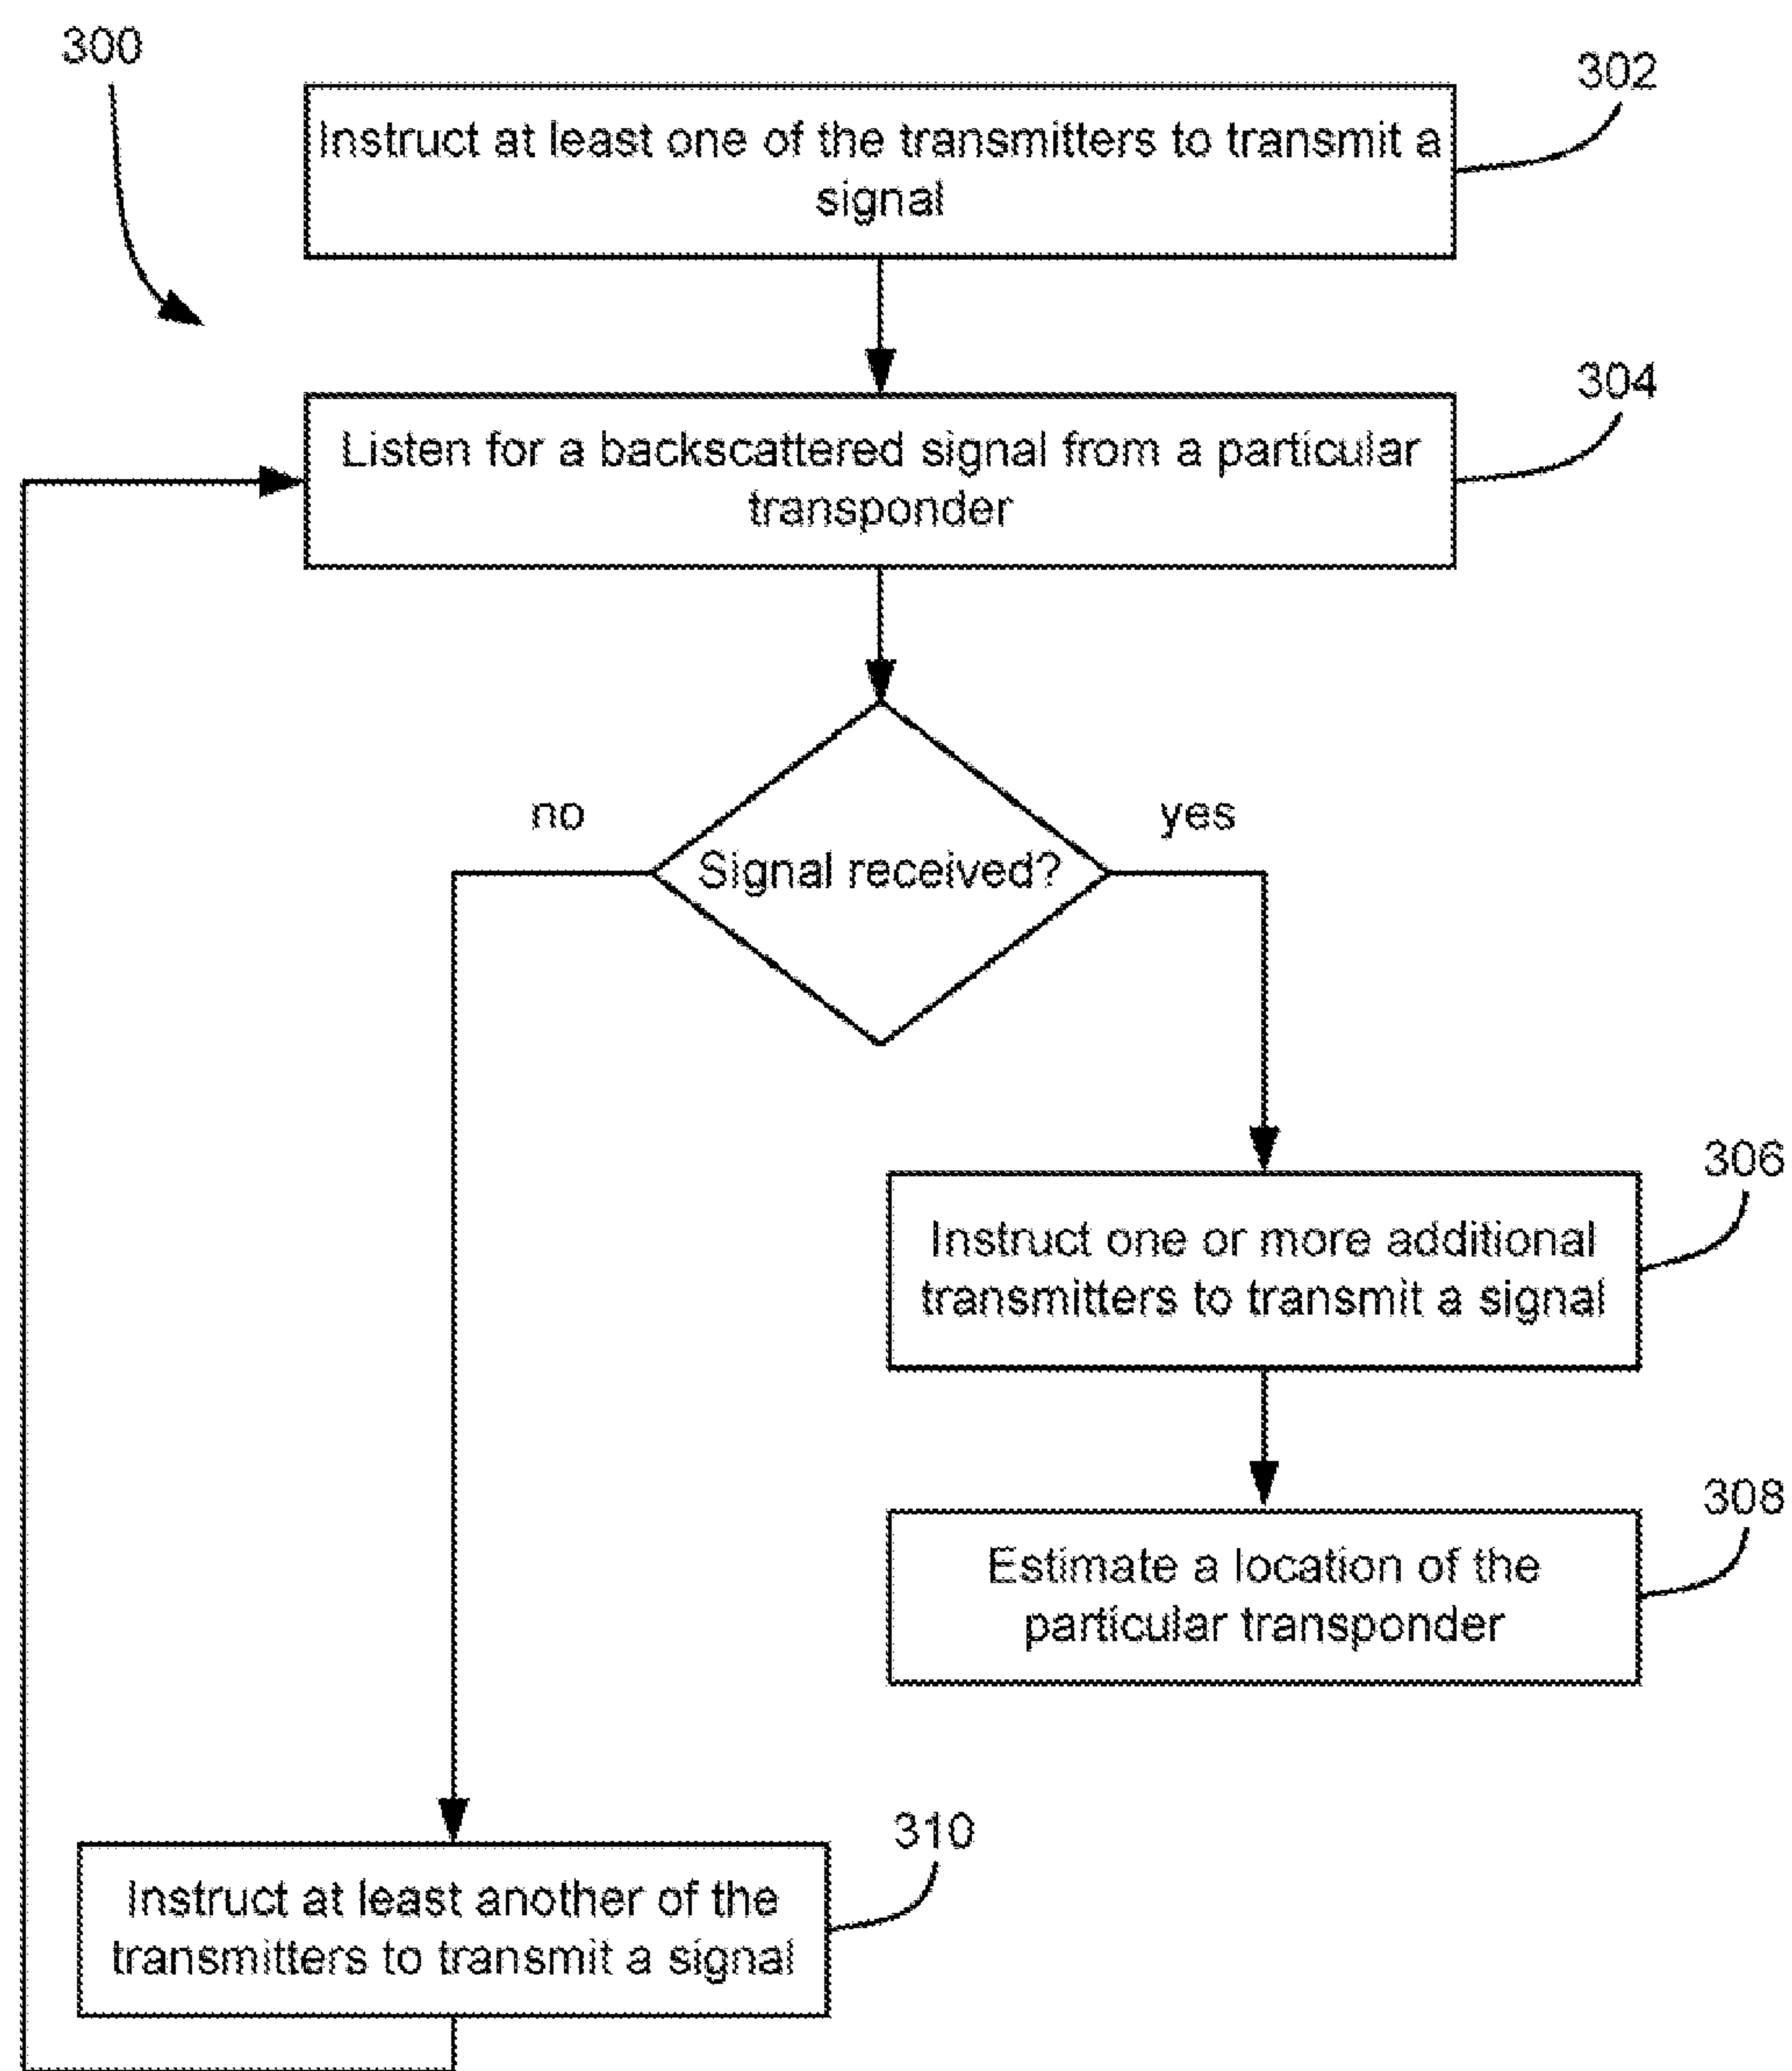 300
302
Instruct at least one of the transmitters to transmit a
signal
304
Listen for a backscattered signal from a particular
transponder
no
yes
Signal received?
306
Instruct one or more additional
transmitters to transmit a signal
308
Estimate a location of the
particular transponder
310
Instruct at least another of the
transmitters to transmit a signal